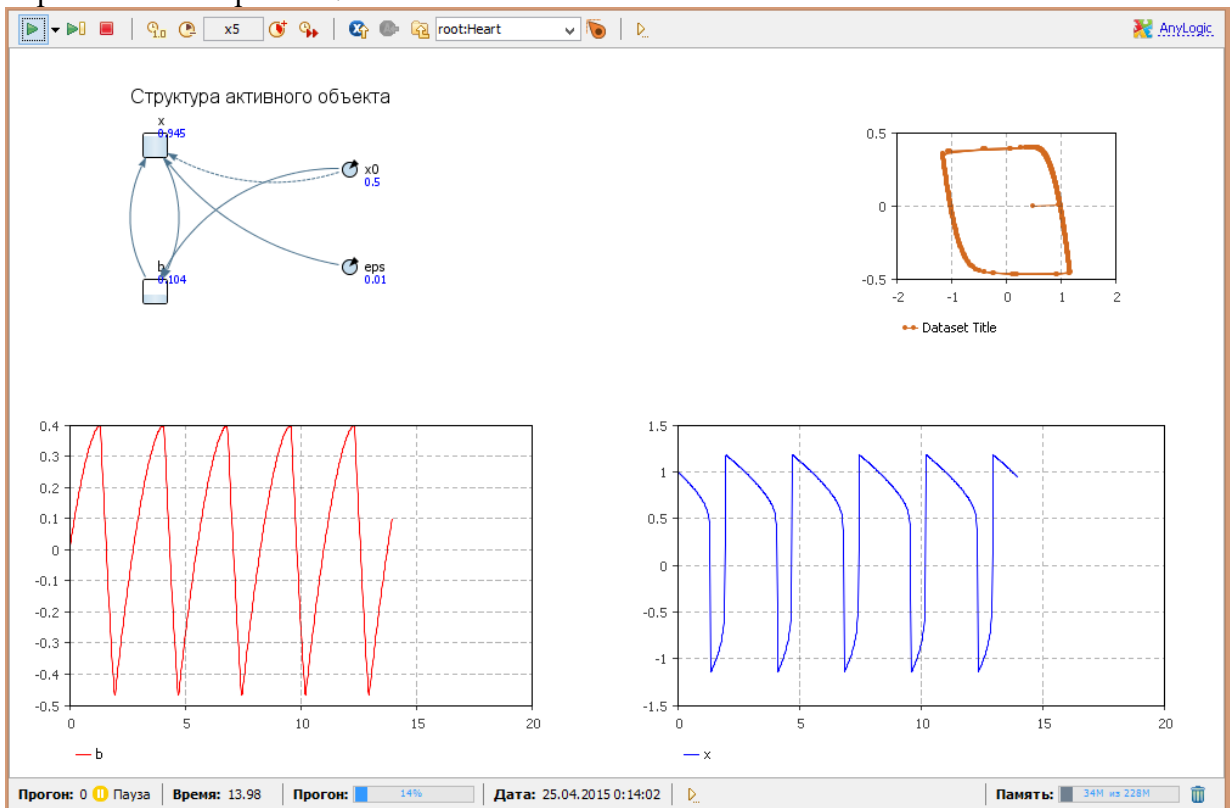 x5 root:Heart AnyLogic
Структура активного объекта
x
0.945
x0
0.5
b
0.104
eps
0.01
0.5
0
-0.5
-2 -1 0 1 2
Dataset Title
0.4
0.3
0.2
0.1
0
-0.1
-0.2
-0.3
-0.4
-0.5
0 5 10 15 20
b
1.5
1
0.5
0
-0.5
-1
-1.5
0 5 10 15 20
x
Прогон: 0 Пауза Время: 13.98 Прогон: 14% Дата: 25.04.2015 0:14:02 Память: 34M из 228M